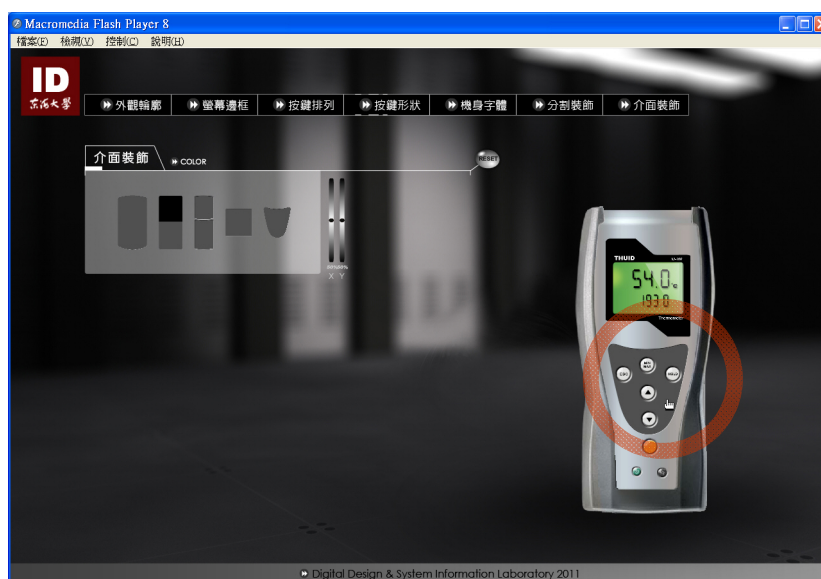 Macromedia Flash Player 8
檔案(F) 檢視(V) 控制(C) 說明(H)
ID
東海大學
外觀輪廓 螢幕邊框 按鍵排列 按鍵形狀 機身字體 分割裝飾 介面裝飾
介面裝飾 COLOR RESET
X Y
THUID
54.0
193.0
Thermometer
MIN MAX
Digital Design & System Information Laboratory 2011